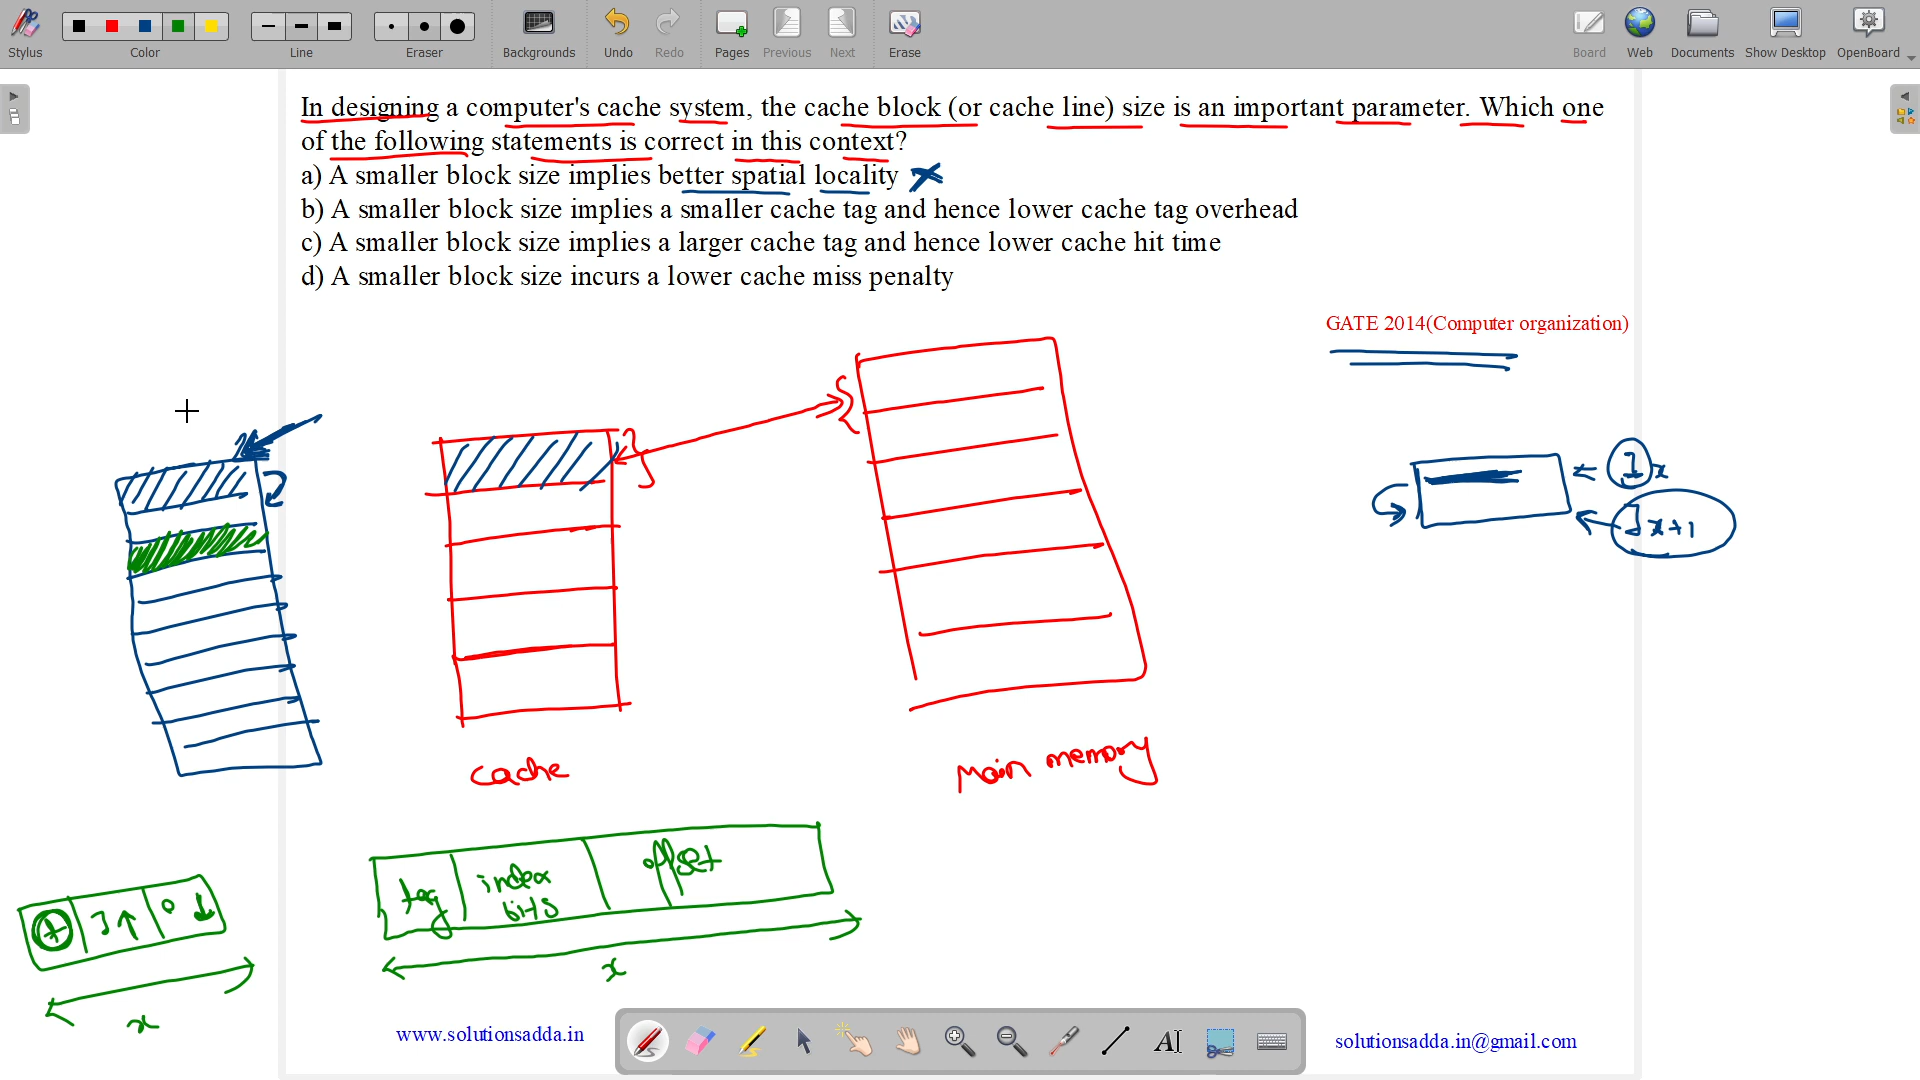 Stylus
Color
Line
Eraser
Backgrounds
Undo
Redo
Pages
Previous
Next
Erase
Board
Web
Documents
Show Desktop
OpenBoard
In designing a computer's cache system, the cache block (or cache line) size is an important parameter. Which one
of the following statements is correct in this context?
a) A smaller block size implies better spatial locality
b) A smaller block size implies a smaller cache tag and hence lower cache tag overhead
c) A smaller block size implies a larger cache tag and hence lower cache hit time
d) A smaller block size incurs a lower cache miss penalty
GATE 2014(Computer organization)
I x
I x+1
cache
Main memory
tag
index
bits
offset
x
x
www.solutionsadda.in
solutionsadda.in@gmail.com